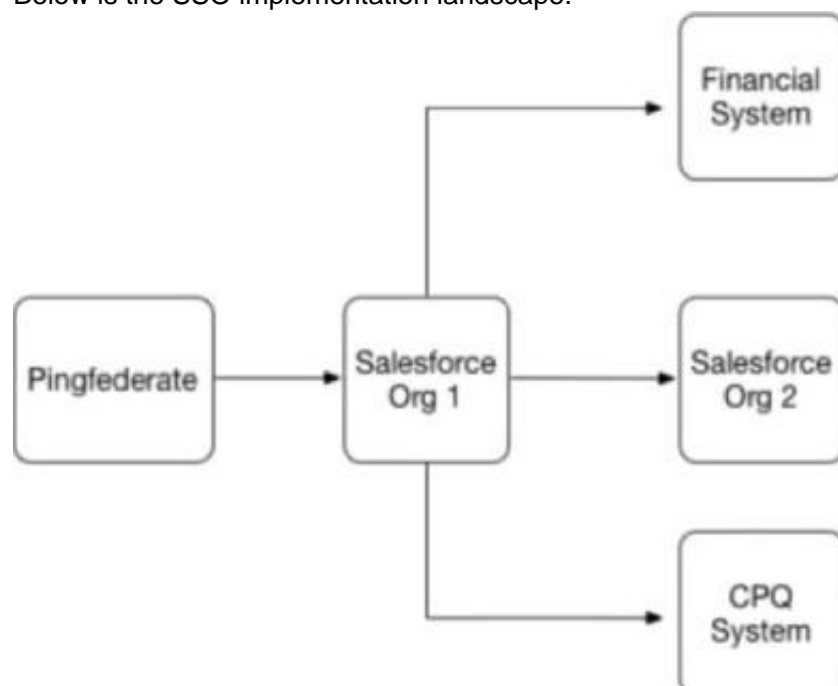 Below is the SSO implementation landscape:
Financial
System
Pingfederate
Salesforce
Org 1
Salesforce
Org 2
CPQ
System